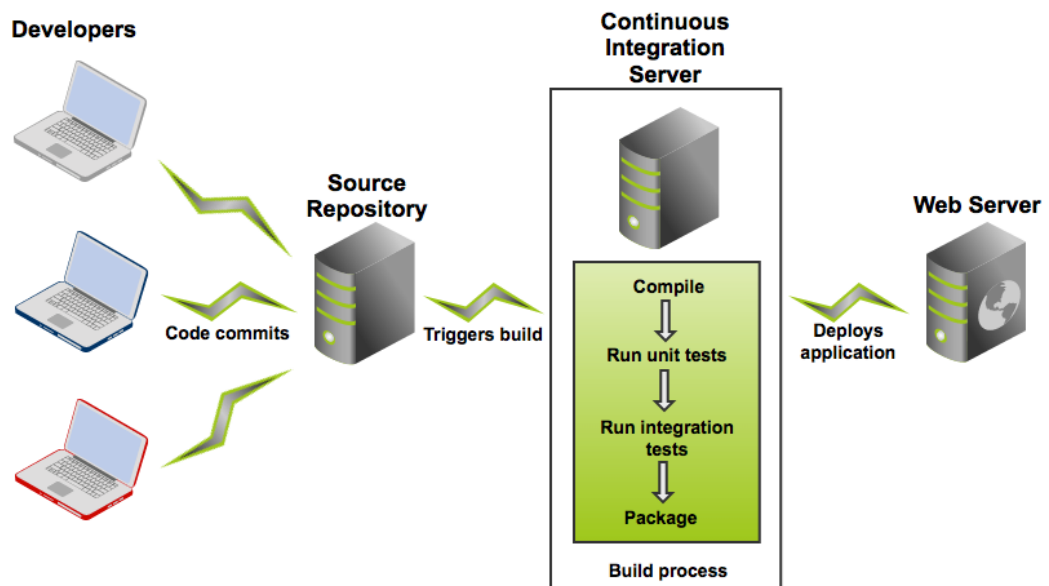 Developers
Code commits
Source
Repository
Triggers build
Continuous
Integration
Server
Compile
Run unit tests
Run integration
tests
Package
Build process
Deploys
application
Web Server